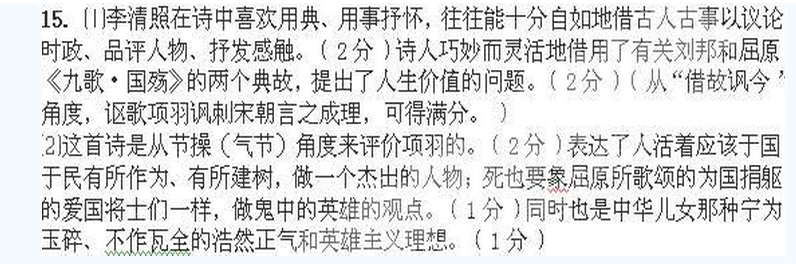 15. (1)李清照在诗中喜欢用典、用事抒怀，往往能十分自如地借古人古事以议论
时政、品评人物、抒发感触。（2分）诗人巧妙而灵活地借用了有关刘邦和屈原
《九歌·国殇》的两个典故，提出了人生价值的问题。（2分）（从“借故讽今”
角度，讴歌项羽讽刺宋朝言之成理，可得满分。）
(2)这首诗是从节操（气节）角度来评价项羽的。（2分）表达了人活着应该于国
于民有所作为、有所建树，做一个杰出的人物；死也要象屈原所歌颂的为国捐躯
的爱国将士们一样，做鬼中的英雄的观点。（1分）同时也是中华儿女那种宁为
玉碎、不作瓦全的浩然正气和英雄主义理想。（1分）